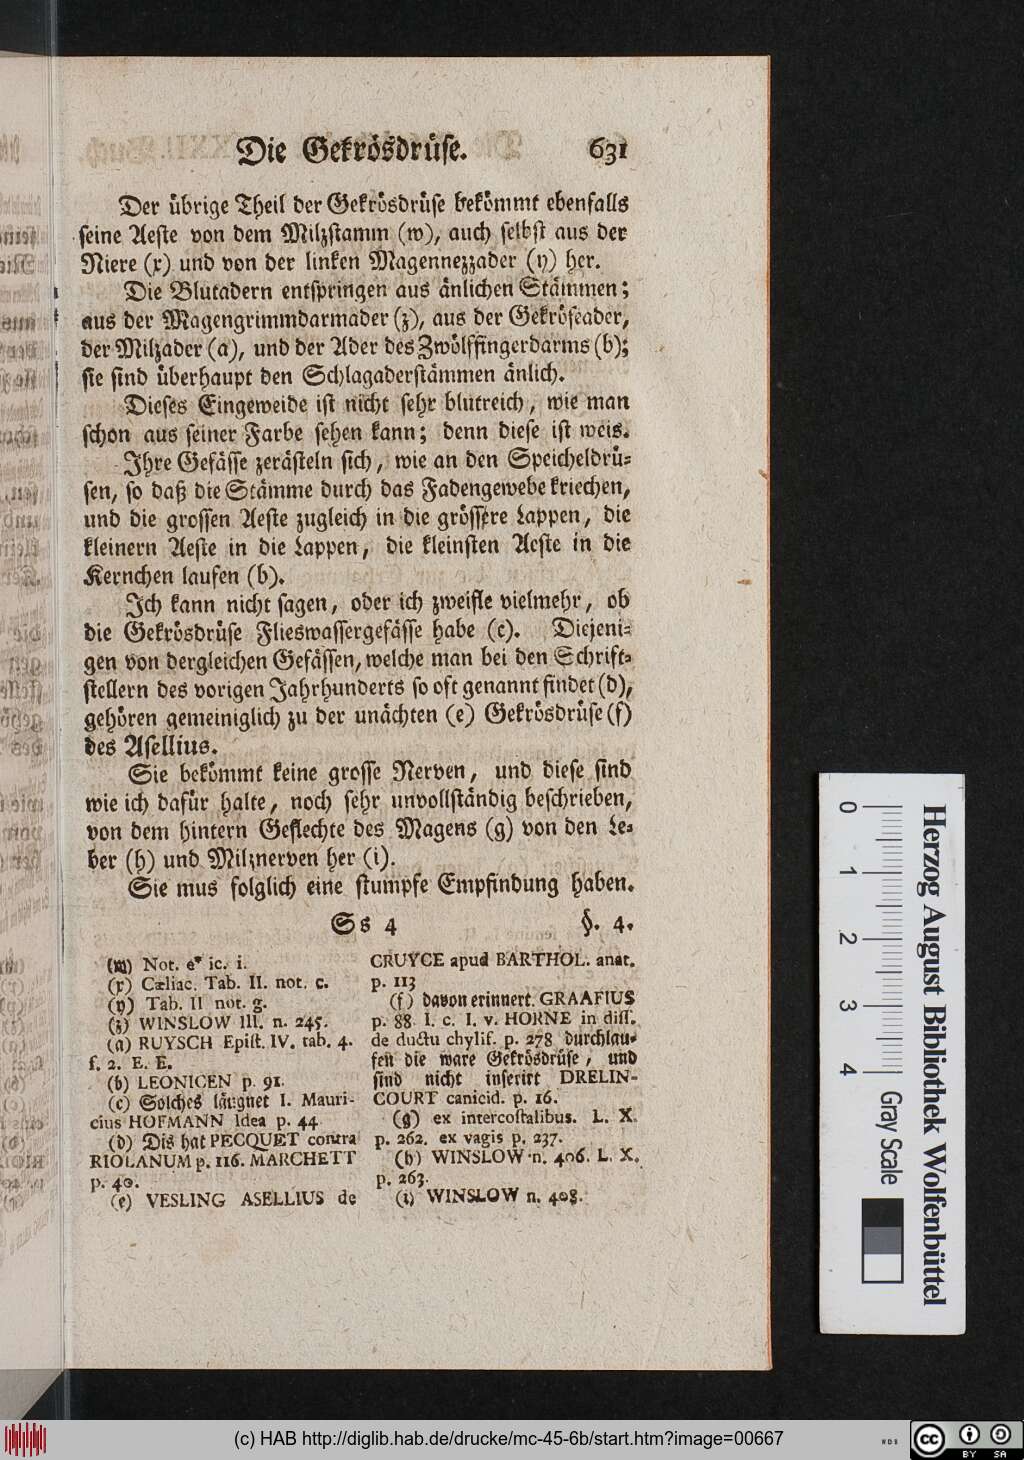 Die Gekrösdrüse. 631
Der übrige Theil der Gekrösdrüse bekömmt ebenfalls
seine Aeste von dem Milzstamm (w), auch selbst aus der
Niere (x) und von der linken Magennezzader (y) her.
Die Blutadern entspringen aus änlichen Stämmen;
aus der Magengrimmdarmader (z), aus der Gekröseader,
der Milzader (a), und der Ader des Zwölffingerdarms (b);
sie sind überhaupt den Schlagaderstämmen änlich.
Dieses Eingeweide ist nicht sehr blutreich, wie man
schon aus seiner Farbe sehen kann; denn diese ist weis.
Ihre Gefässe zerästeln sich, wie an den Speicheldrü-
sen, so daß die Stämme durch das Fadengewebe kriechen,
und die grossen Aeste zugleich in die grössere Lappen, die
kleinern Aeste in die Lappen, die kleinsten Aeste in die
Kernchen laufen (b).
Ich kann nicht sagen, oder ich zweifle vielmehr, ob
die Gekrösdrüse Flieswassergefässe habe (c). Diejeni-
gen von dergleichen Gefässen, welche man bei den Schrift-
stellern des vorigen Jahrhunderts so oft genannt findet (d),
gehören gemeiniglich zu der unächten (e) Gekrösdrüse (f)
des Asellius.
Sie bekömmt keine grosse Nerven, und diese sind
wie ich dafür halte, noch sehr unvollständig beschrieben,
von dem hintern Geflechte des Magens (g) von den Le-
ber (h) und Milznerven her (i).
Sie mus folglich eine stumpfe Empfindung haben.
Ss 4 §. 4.
(w) Not. e* ic. i.
(x) Cæliac. Tab. II. not. c.
(y) Tab. II not. g.
(z) WINSLOW III. n. 245.
(a) RUYSCH Epist. IV. tab. 4.
f. 2. E. E.
(b) LEONICEN p. 91.
(c) Solches läugnet I. Mauri-
cius HOFMANN Idea p. 44
(d) Dis hat PECQUET contra
RIOLANUM p. 116. MARCHETT
p. 40.
(e) VESLING ASELLIUS de
CRUYCE apud BARTHOL. anat.
p. 113
(f) davon erinnert. GRAAFIUS
p. 88. I. c. I. v. HORNE in diss.
de ductu chylif. p. 278 durchlau-
fen die ware Gekrösdrüse, und
sind nicht inserirt DRELIN-
COURT canicid. p. 16.
(g) ex intercostalibus. L. X.
p. 262. ex vagis p. 237.
(h) WINSLOW n. 406. L. X.
p. 263.
(i) WINSLOW n. 408.
0 1 2 3 4 Gray Scale
Herzog August Bibliothek Wolfenbüttel
(c) HAB http://diglib.hab.de/drucke/mc-45-6b/start.htm?image=00667
cc BY SA